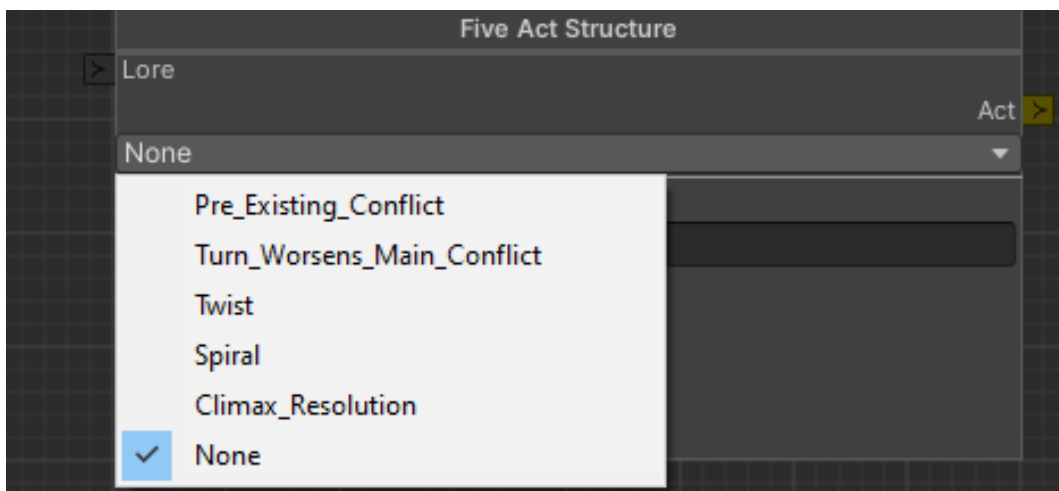 Five Act Structure
Lore
Act
None
Pre_Existing_Conflict
Turn_Worsens_Main_Conflict
Twist
Spiral
Climax_Resolution
None